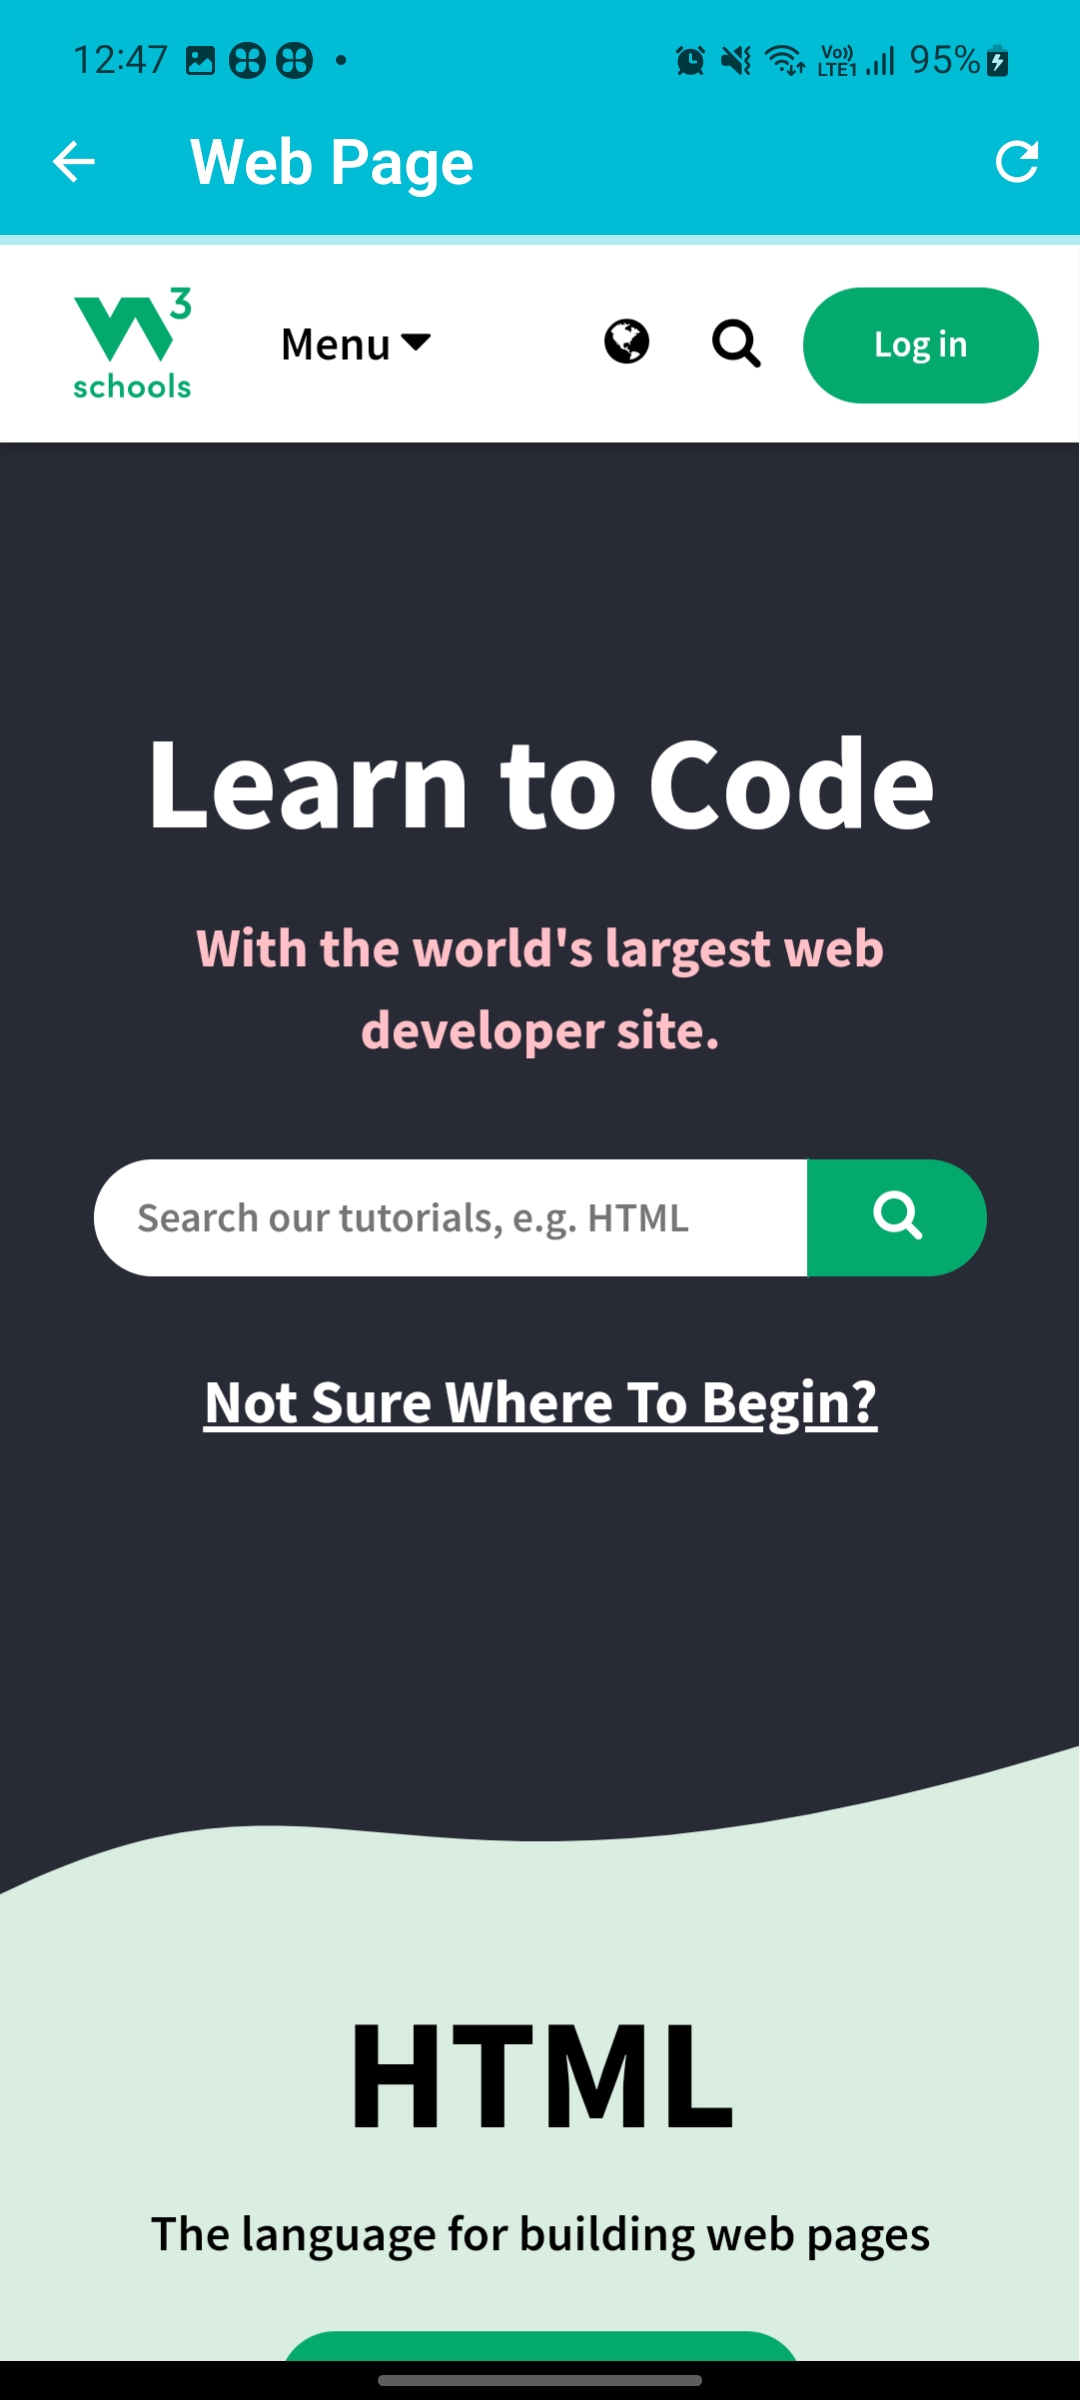 12:47
Vo)) LTE1 95%
Web Page
3
schools
Menu
Log in
Learn to Code
With the world's largest web
developer site.
Search our tutorials, e.g. HTML
Not Sure Where To Begin?
HTML
The language for building web pages